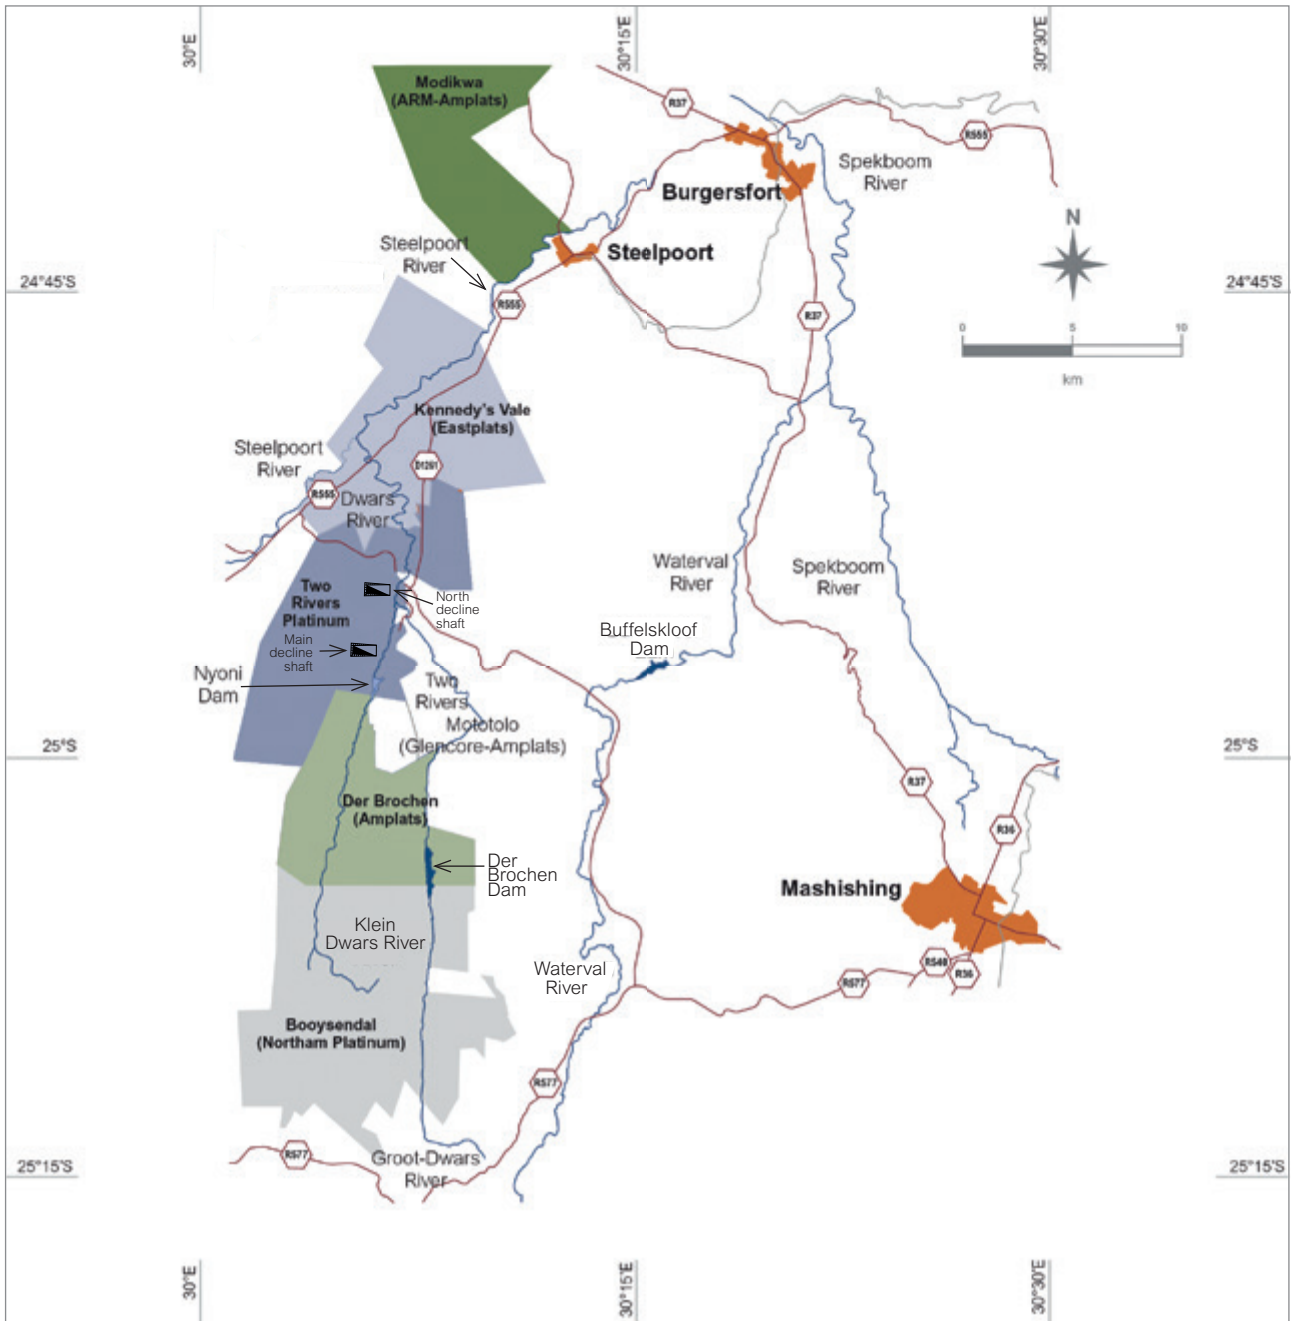 30°E
30°15'E
30°30'E
Modikwa
(ARM-Amplats)
R37
R555
Spekboom
River
Burgersfort
N
Steelpoort
River
Steelpoort
24°45'S
24°45'S
R555
R37
0
5
10
km
Kennedy's Vale
(Eastplats)
Steelpoort
River
D1261
R555
Dwars
River
Waterval
River
Spekboom
River
Two
Rivers
Platinum
North
decline
shaft
Main
decline
shaft
Buffelskloof
Dam
Nyoni
Dam
Two
Rivers
Mototolo
(Glencore-Amplats)
25°S
25°S
R37
Der Brochen
(Amplats)
R36
Der
Brochen
Dam
Mashishing
Klein
Dwars River
Waterval
River
R540
R36
R577
Booysendal
(Northam Platinum)
R577
R577
Groot-Dwars
River
25°15'S
25°15'S
30°E
30°15'E
30°30'E